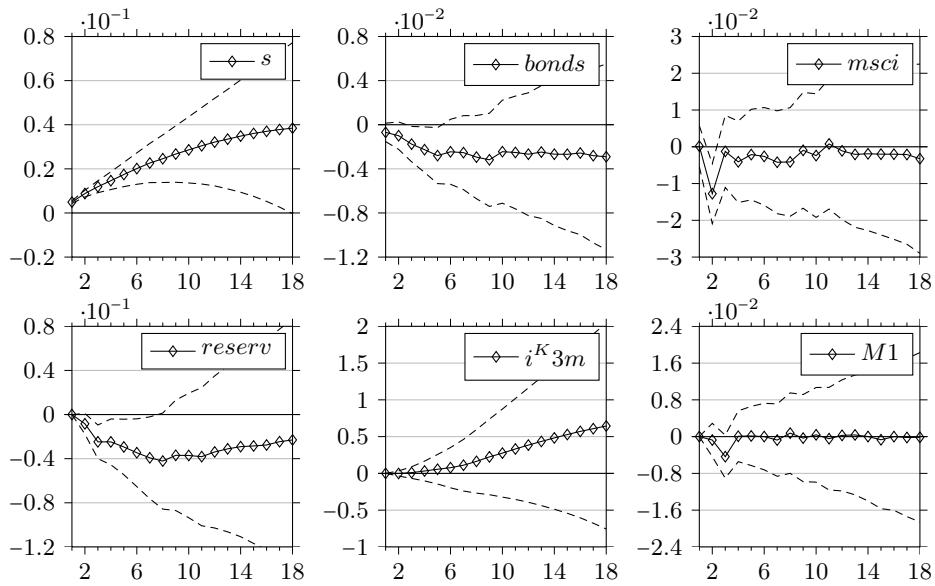 ·10⁻¹ ·10⁻² ·10⁻²
0.8 0.8 3
s bonds msci
0.6 0.4 2
0.4 0 1
0.2 −0.4 0
0 −0.8 −1
−0.2 −1.2 −2
−3
2 6 10 14 18 2 6 10 14 18 2 6 10 14 18
·10⁻¹ ·10⁻²
0.8 2 2.4
reserv i^K 3m M1
0.4 1.5 1.6
0 1 0.8
−0.4 0.5 0
−0.8 0 −0.8
−1.2 −0.5 −1.6
−1 −2.4
2 6 10 14 18 2 6 10 14 18 2 6 10 14 18